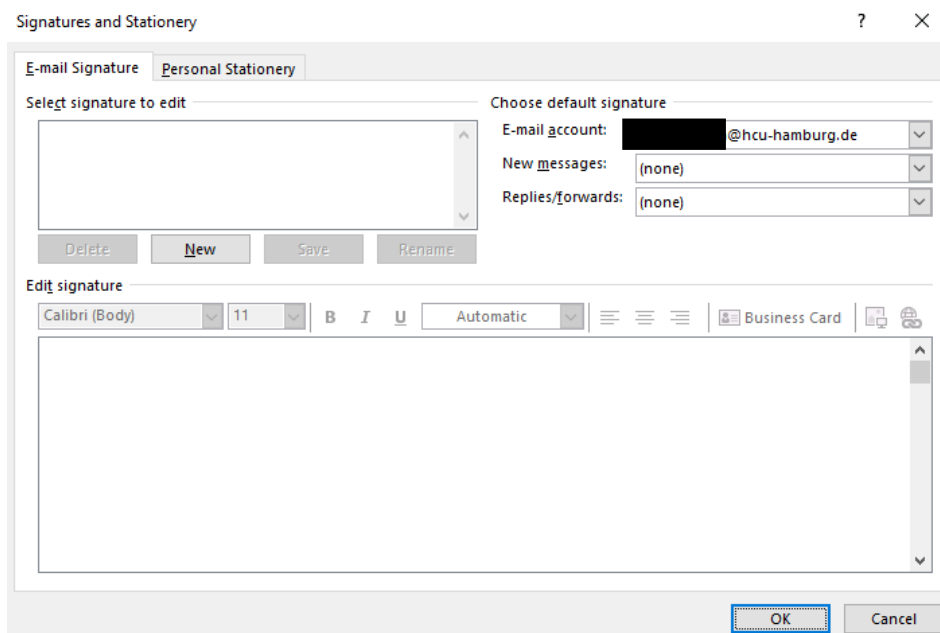 Signatures and Stationery ? ×
E-mail Signature Personal Stationery
Select signature to edit
Choose default signature
E-mail account: @hcu-hamburg.de
New messages: (none)
Replies/forwards: (none)
Delete New Save Rename
Edit signature
Calibri (Body) 11 B I U Automatic Business Card
OK Cancel